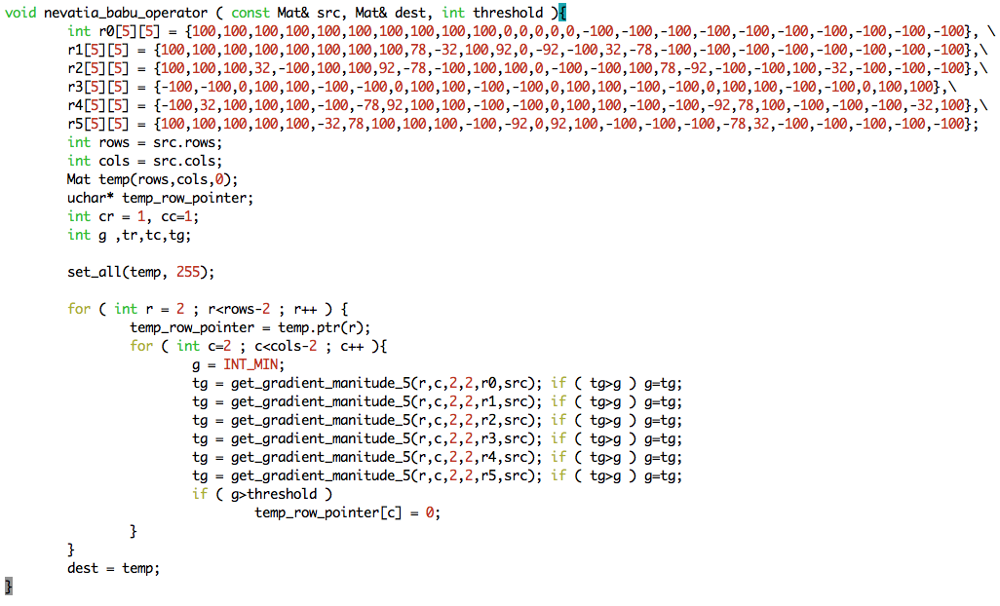 void nevatia_babu_operator ( const Mat& src, Mat& dest, int threshold ){
int r0[5][5] = {100,100,100,100,100,100,100,100,100,100,0,0,0,0,0,-100,-100,-100,-100,-100,-100,-100,-100,-100,-100}, \
r1[5][5] = {100,100,100,100,100,100,100,100,78,-32,100,92,0,-92,-100,32,-78,-100,-100,-100,-100,-100,-100,-100,-100},\
r2[5][5] = {100,100,100,32,-100,100,100,92,-78,-100,100,100,0,-100,-100,100,78,-92,-100,-100,100,-32,-100,-100,-100},\
r3[5][5] = {-100,-100,0,100,100,-100,-100,0,100,100,-100,-100,0,100,100,-100,-100,0,100,100,-100,-100,0,100,100},\
r4[5][5] = {-100,32,100,100,100,-100,-78,92,100,100,-100,-100,0,100,100,-100,-100,-92,78,100,-100,-100,-100,-32,100},\
r5[5][5] = {100,100,100,100,100,-32,78,100,100,100,-100,-92,0,92,100,-100,-100,-100,-78,32,-100,-100,-100,-100,-100};
int rows = src.rows;
int cols = src.cols;
Mat temp(rows,cols,0);
uchar* temp_row_pointer;
int cr = 1, cc=1;
int g ,tr,tc,tg;
set_all(temp, 255);
for ( int r = 2 ; r<rows-2 ; r++ ) {
temp_row_pointer = temp.ptr(r);
for ( int c=2 ; c<cols-2 ; c++ ){
g = INT_MIN;
tg = get_gradient_manitude_5(r,c,2,2,r0,src); if ( tg>g ) g=tg;
tg = get_gradient_manitude_5(r,c,2,2,r1,src); if ( tg>g ) g=tg;
tg = get_gradient_manitude_5(r,c,2,2,r2,src); if ( tg>g ) g=tg;
tg = get_gradient_manitude_5(r,c,2,2,r3,src); if ( tg>g ) g=tg;
tg = get_gradient_manitude_5(r,c,2,2,r4,src); if ( tg>g ) g=tg;
tg = get_gradient_manitude_5(r,c,2,2,r5,src); if ( tg>g ) g=tg;
if ( g>threshold )
temp_row_pointer[c] = 0;
}
}
dest = temp;
}